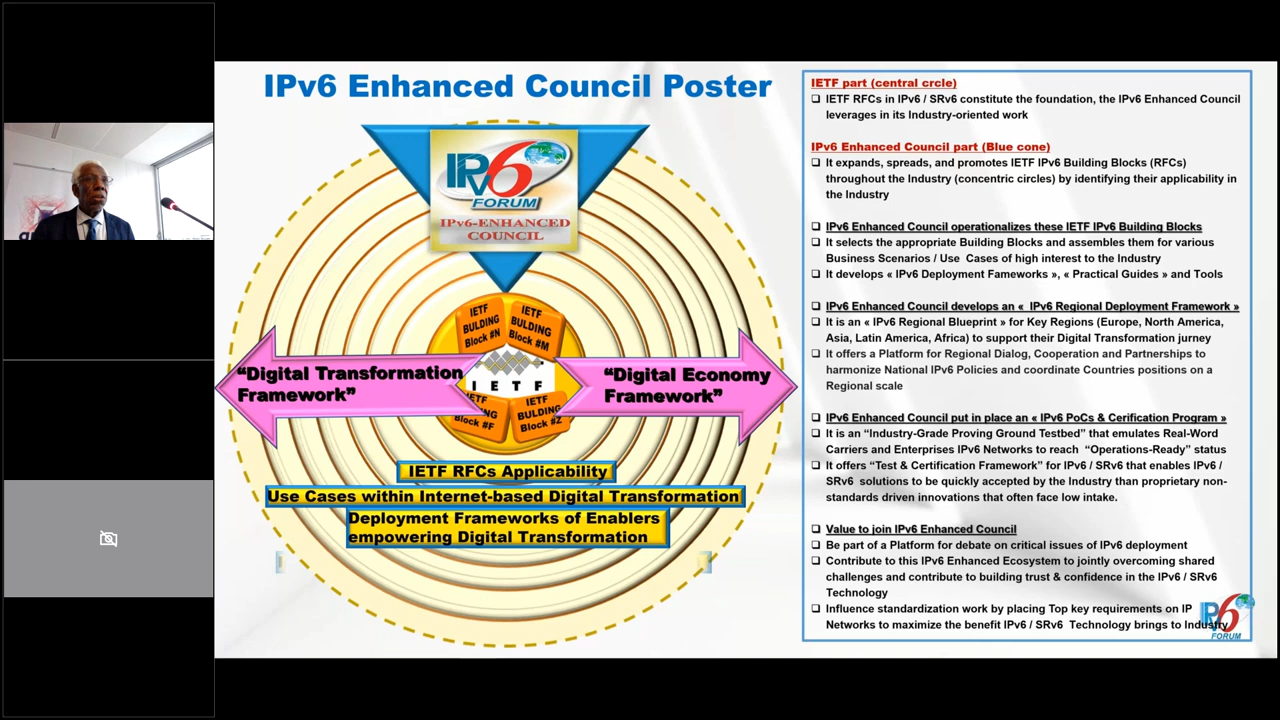 IPv6 Enhanced Council Poster
IPv6
FORUM
IPv6-ENHANCED
COUNCIL
IETF
BULDING
Block #N
IETF
BULDING
Block #M
"Digital Transformation
Framework"
I E T F
"Digital Economy
Framework"
Block #F
IETF
BULDING
Block #Z
IETF RFCs Applicability
Use Cases within Internet-based Digital Transformation
Deployment Frameworks of Enablers
empowering Digital Transformation
IETF part (central crcle)
IETF RFCs in IPv6 / SRv6 constitute the foundation, the IPv6 Enhanced Council
leverages in its Industry-oriented work
IPv6 Enhanced Council part (Blue cone)
It expands, spreads, and promotes IETF IPv6 Building Blocks (RFCs)
throughout the Industry (concentric circles) by identifying their applicability in
the Industry
IPv6 Enhanced Council operationalizes these IETF IPv6 Building Blocks
It selects the appropriate Building Blocks and assembles them for various
Business Scenarios / Use Cases of high interest to the Industry
It develops « IPv6 Deployment Fameworks », « Practical Guides » and Tools
IPv6 Enhanced Council develops an « IPv6 Regional Deployment Framework »
It is an « IPv6 Regional Blueprint » for Key Regions (Europe, North America,
Asia, Latin America, Africa) to support their Digital Transformation jurney
It offers a Platform for Regional Dialog, Cooperation and Partnerships to
harmonize National IPv6 Policies and coordinate Countries positions on a
Regional scale
IPv6 Enhanced Council put in place an « IPv6 PoCs & Cerification Program »
It is an “Industry-Grade Proving Ground Testbed” that emulates Real-Word
Carriers and Enterprises IPv6 Networks to reach “Operations-Ready” status
It offers “Test & Certification Framework” for IPv6 / SRv6 that enables IPv6 /
SRv6 solutions to be quickly accepted by the Industry than proprietary non-
standards driven innovations that often face low intake.
Value to join IPv6 Enhanced Council
Be part of a Platform for debate on critical issues of IPv6 deployment
Contribute to this IPv6 Enhanced Ecosystem to jointly overcoming shared
challenges and contribute to building trust & confidence in the IPv6 / SRv6
Technology
Influence standardization work by placing Top key requirements on IP
Networks to maximize the benefit IPv6 / SRv6 Technology brings to Industry
IPv6
FORUM